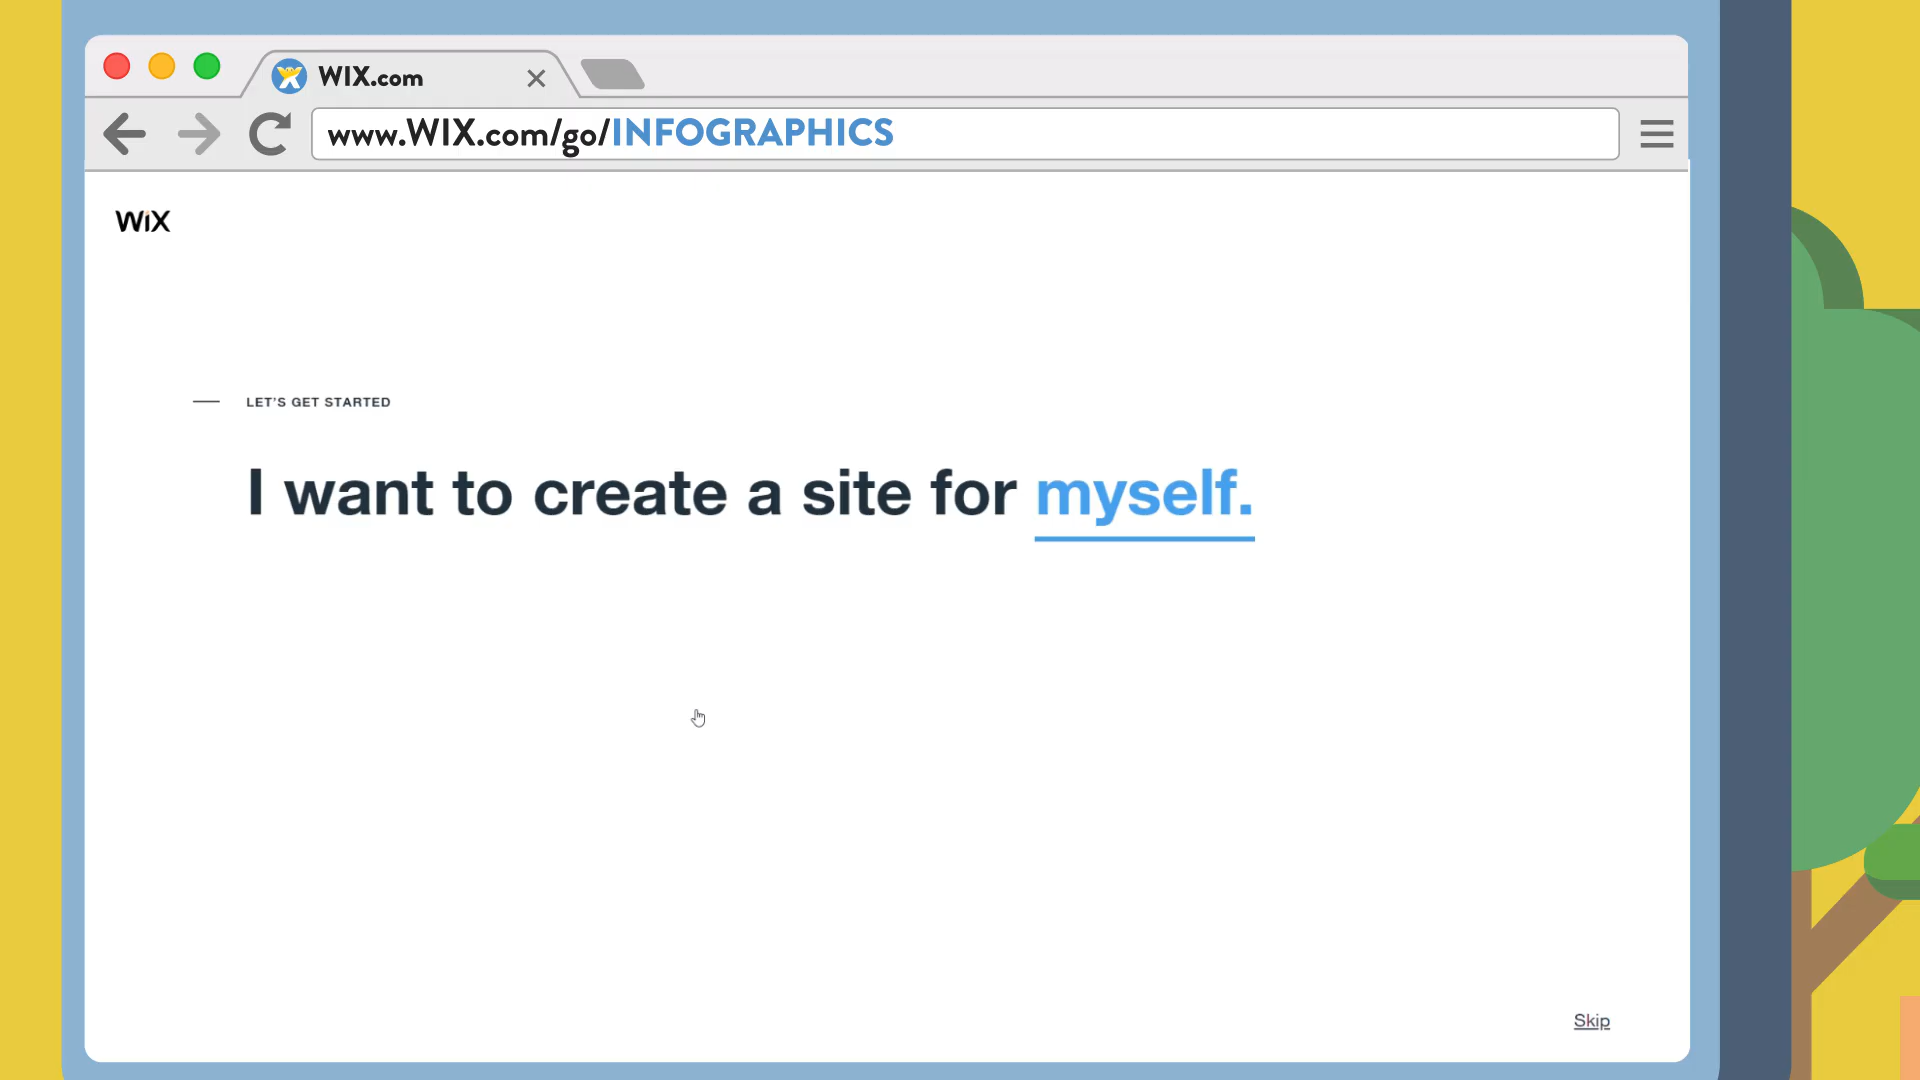 WIX.com
www.WIX.com/go/INFOGRAPHICS
WiX
LET'S GET STARTED
I want to create a site for myself.
Skip